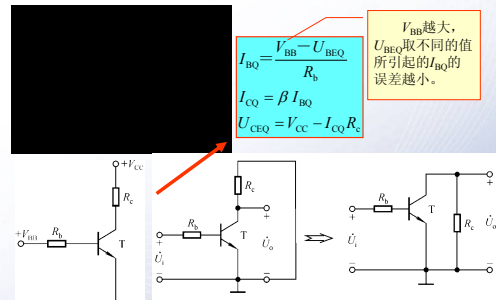 I_BQ = (V_BB − U_BEQ) / R_b
I_CQ = β I_BQ
U_CEQ = V_CC − I_CQ R_c
V_BB越大，
U_BEQ取不同的值
所引起的I_BQ的
误差越小。
+V_CC
R_c
+V_BB
R_b
T
R_c
R_b
T
+
+
U̇_i
U̇_o
−
−
+
R_b
T
+
U̇_i
R_c
U̇_o
−
−